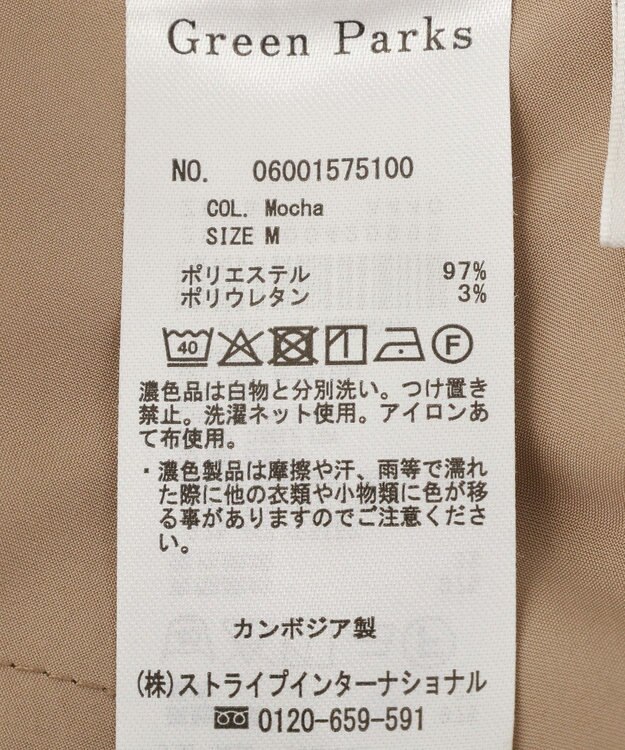 Green Parks
NO. 06001575100
COL. Mocha
SIZE M
ポリエステル 97%
ポリウレタン 3%
40 F
濃色品は白物と分別洗い。つけ置き
禁止。洗濯ネット使用。アイロンあ
て布使用。
・濃色製品は摩擦や汗、雨等で濡れ
た際に他の衣類や小物類に色が移
る事がありますのでご注意くださ
い。
カンボジア製
(株)ストライプインターナショナル
0120-659-591